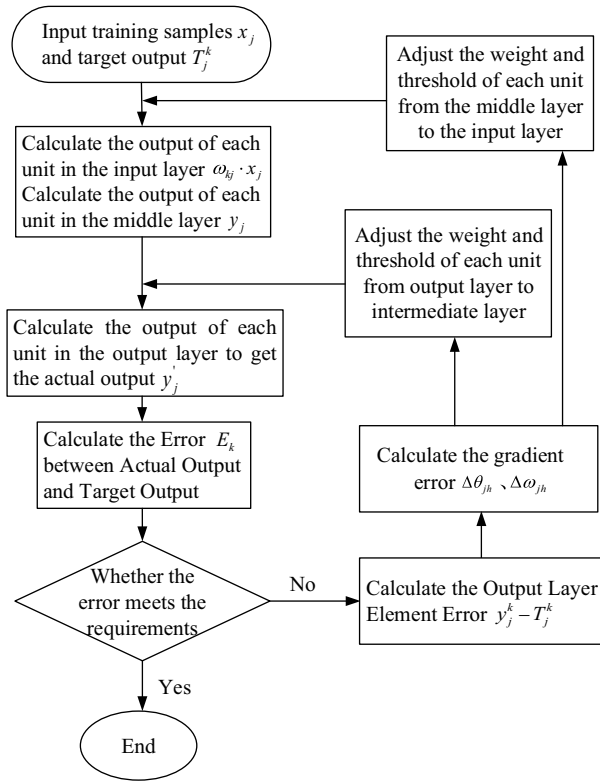 Input training samples x_j
and target output T_j^k
Calculate the output of each
unit in the input layer ω_kj · x_j
Calculate the output of each
unit in the middle layer y_j
Calculate the output of each
unit in the output layer to get
the actual output y_j'
Calculate the Error E_k
between Actual Output
and Target Output
Whether the
error meets the
requirements
Yes
End
No
Calculate the Output Layer
Element Error y_j^k − T_j^k
Calculate the gradient
error Δθ_jh 、Δω_jh
Adjust the weight and
threshold of each unit
from output layer to
intermediate layer
Adjust the weight and
threshold of each unit
from the middle layer
to the input layer